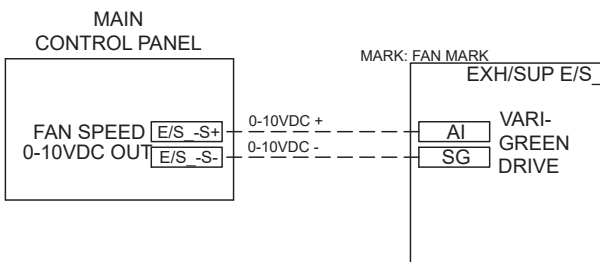 MAIN
CONTROL PANEL
MARK: FAN MARK
EXH/SUP E/S_
FAN SPEED
0-10VDC OUT
E/S_-S+
E/S_-S-
0-10VDC +
0-10VDC -
AI
SG
VARI-
GREEN
DRIVE